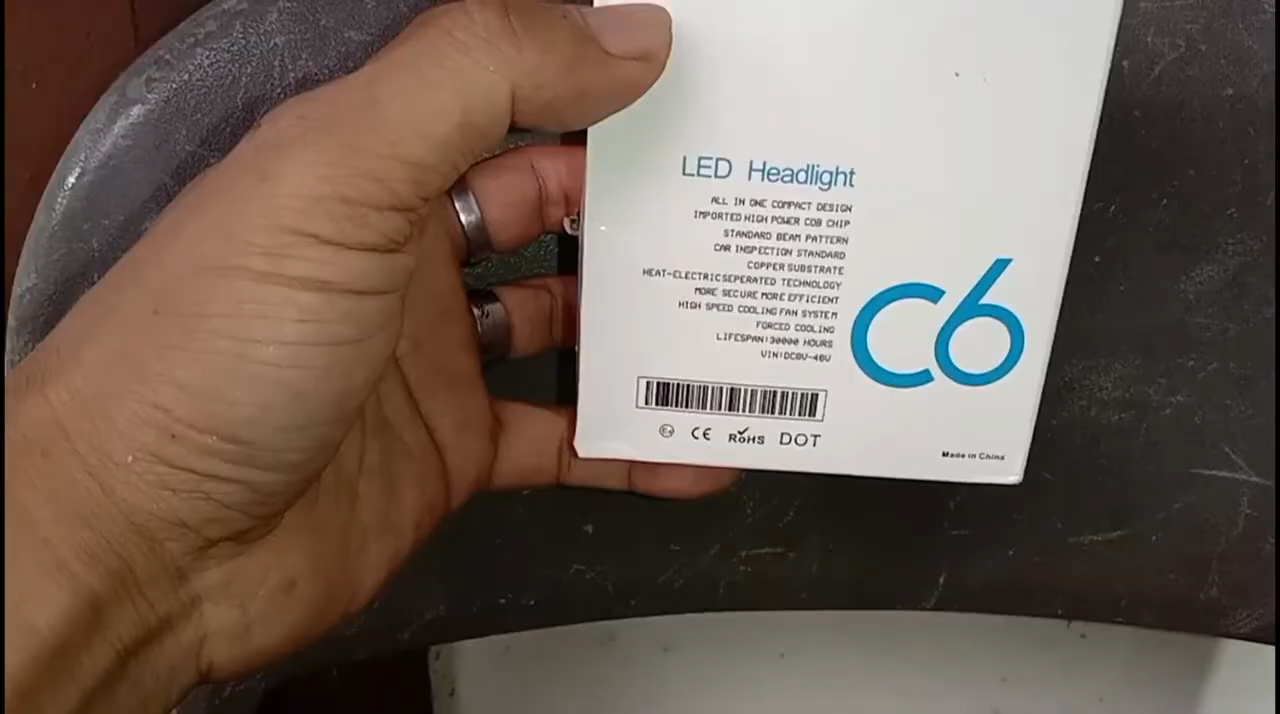 LED Headlight
ALL IN ONE COMPACT DESIGN
IMPORTED HIGH POWER COB CHIP
STANDARD BEAM PATTERN
CAR INSPECTION STANDARD
COPPER SUBSTRATE
HEAT-ELECTRIC SEPERATED TECHNOLOGY
MORE SECURE MORE EFFICIENT
HIGH SPEED COOLING FAN SYSTEM
FORCED COOLING
LIFESPAN:30000 HOURS
VIN:DC8V-48V
C6
CE RoHS DOT
Made in China